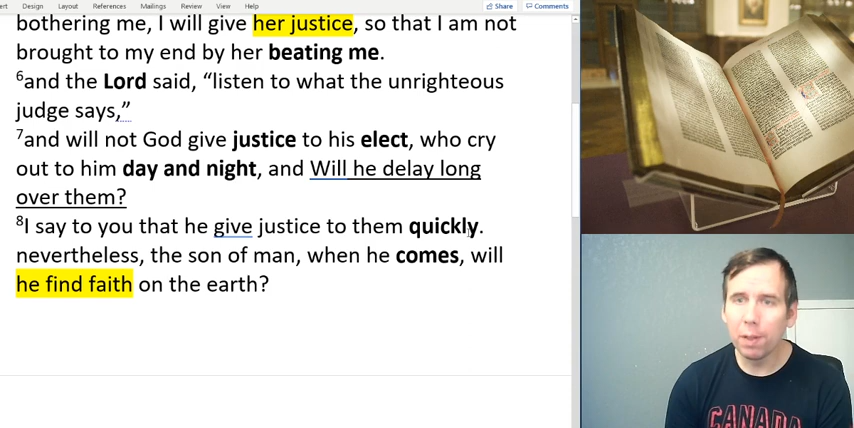 ert Design Layout References Mailings Review View Help Share Comments
bothering me, I will give her justice, so that I am not
brought to my end by her beating me.
6and the Lord said, “listen to what the unrighteous
judge says,”
7and will not God give justice to his elect, who cry
out to him day and night, and Will he delay long
over them?
8I say to you that he give justice to them quickly.
nevertheless, the son of man, when he comes, will
he find faith on the earth?
CANADA